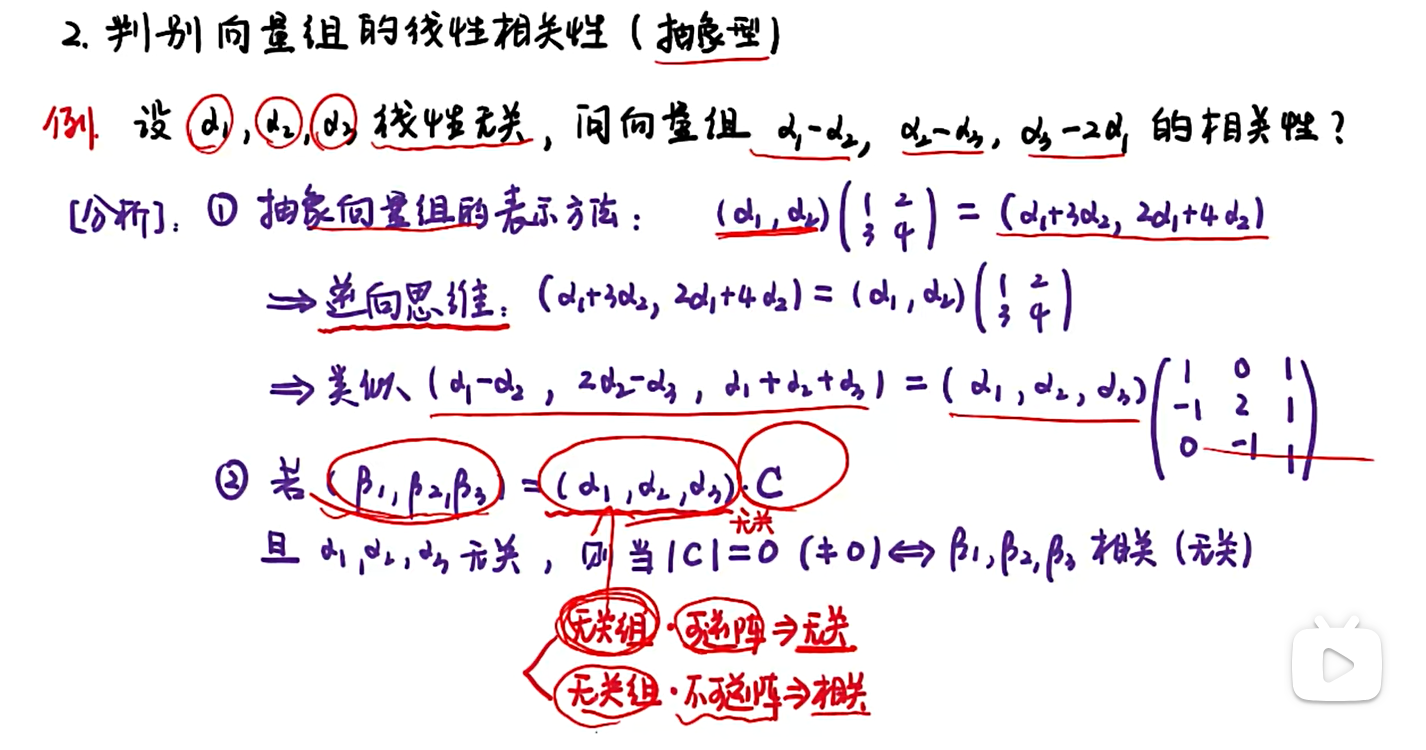 2. 判别向量组的线性相关性 (抽象型)
例1. 设 α₁, α₂, α₃ 线性无关, 问向量组 α₁-α₂, α₂-α₃, α₃-2α₁ 的相关性?
[分析]: ① 抽象向量组的表示方法: (α₁, α₂)(1 2; 3 4) = (α₁+3α₂, 2α₁+4α₂)
⇒ 逆向思维: (α₁+3α₂, 2α₁+4α₂) = (α₁, α₂)(1 2; 3 4)
⇒ 类似 (α₁-α₂, 2α₂-α₃, α₁+α₂+α₃) = (α₁, α₂, α₃)(1 0 1; -1 2 1; 0 -1 1)
② 若 (β₁, β₂, β₃) = (α₁, α₂, α₃)·C
无关
且 α₁, α₂, α₃ 无关, 则当 |C|=0 (≠0) ⇔ β₁, β₂, β₃ 相关 (无关)
无关组·可逆阵⇒无关
无关组·不可逆阵⇒相关